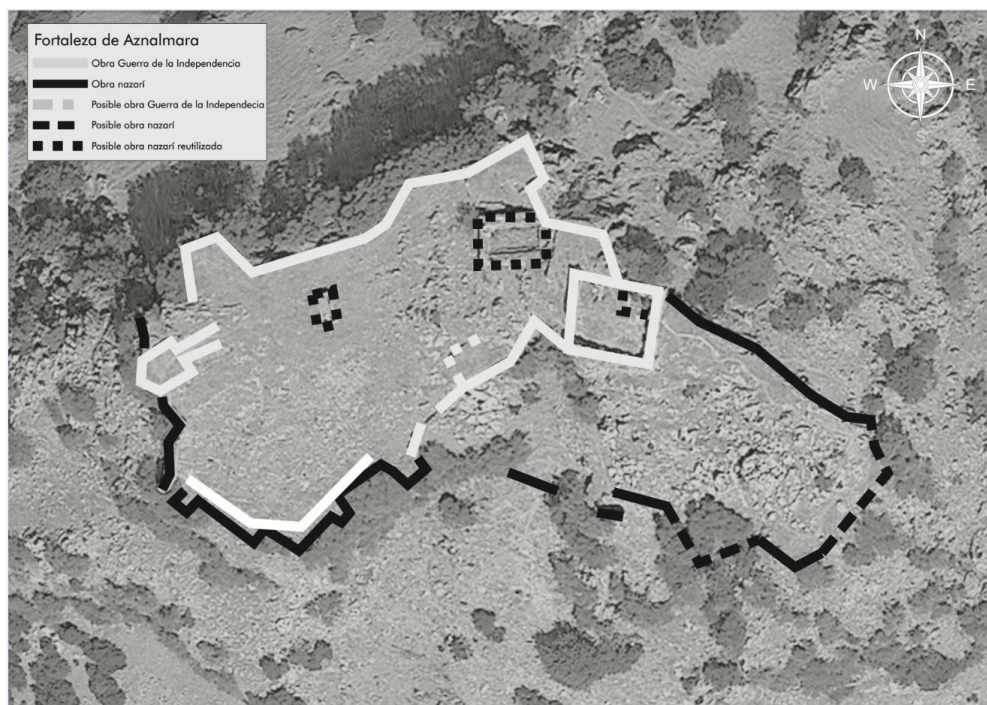 Fortaleza de Aznalmara
Obra Guerra de la Independencia
Obra nazarí
Posible obra Guerra de la Independecia
Posible obra nazarí
Posible obra nazarí reutilizada
N
W E
S